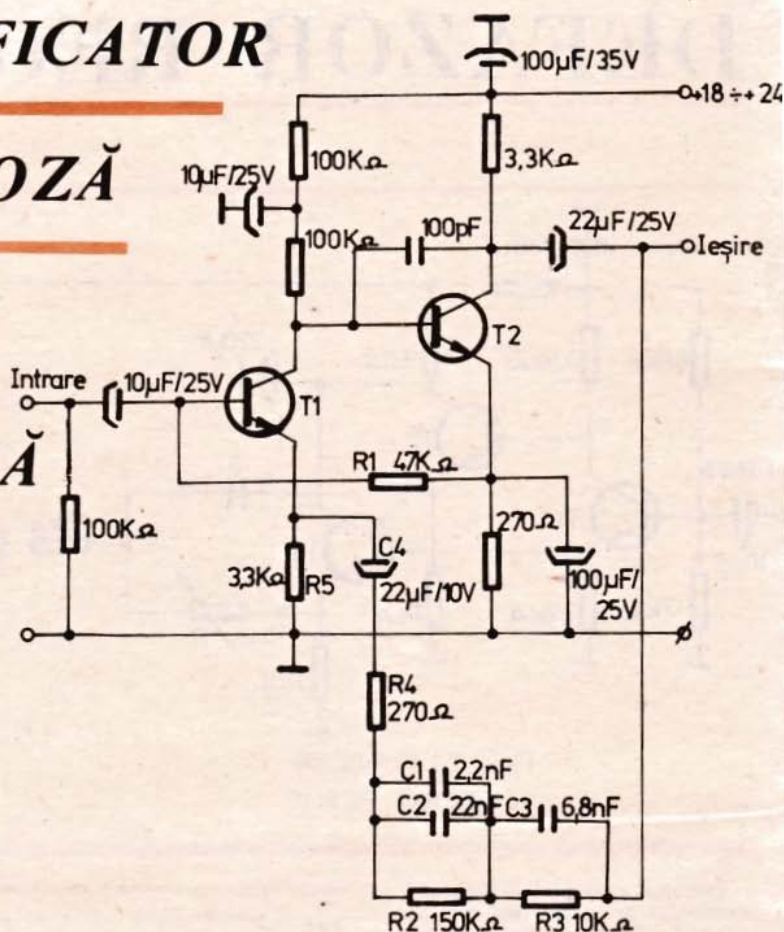 FICATOR
OZĂ
Ă
100µF/35V
+18 ÷ + 24
100KΩ
3,3KΩ
10µF/25V
100KΩ
100pF
22µF/25V
Ieșire
T2
Intrare
10µF/25V
T1
R1 47KΩ
100KΩ
270Ω
C4
3,3KΩ R5
22µF/10V
100µF/
25V
R4
270Ω
C1 2,2nF
C2 22nF C3 6,8nF
R2 150KΩ R3 10KΩ